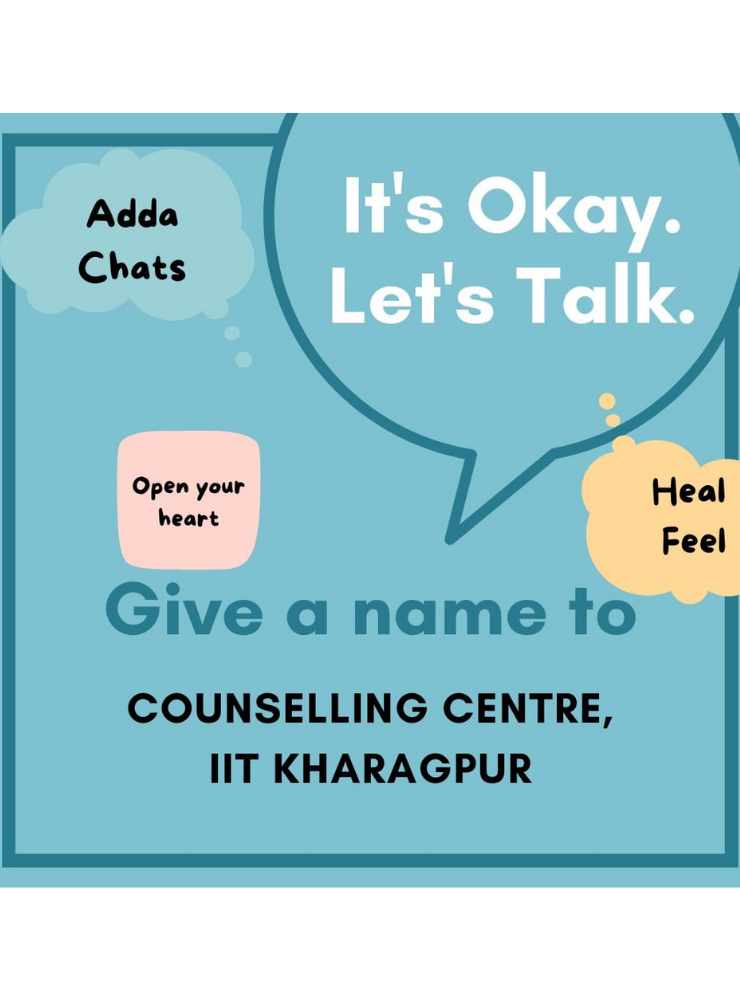 Adda
Chats
It's Okay.
Let's Talk.
Open your
heart
Heal
Feel
Give a name to
COUNSELLING CENTRE,
IIT KHARAGPUR